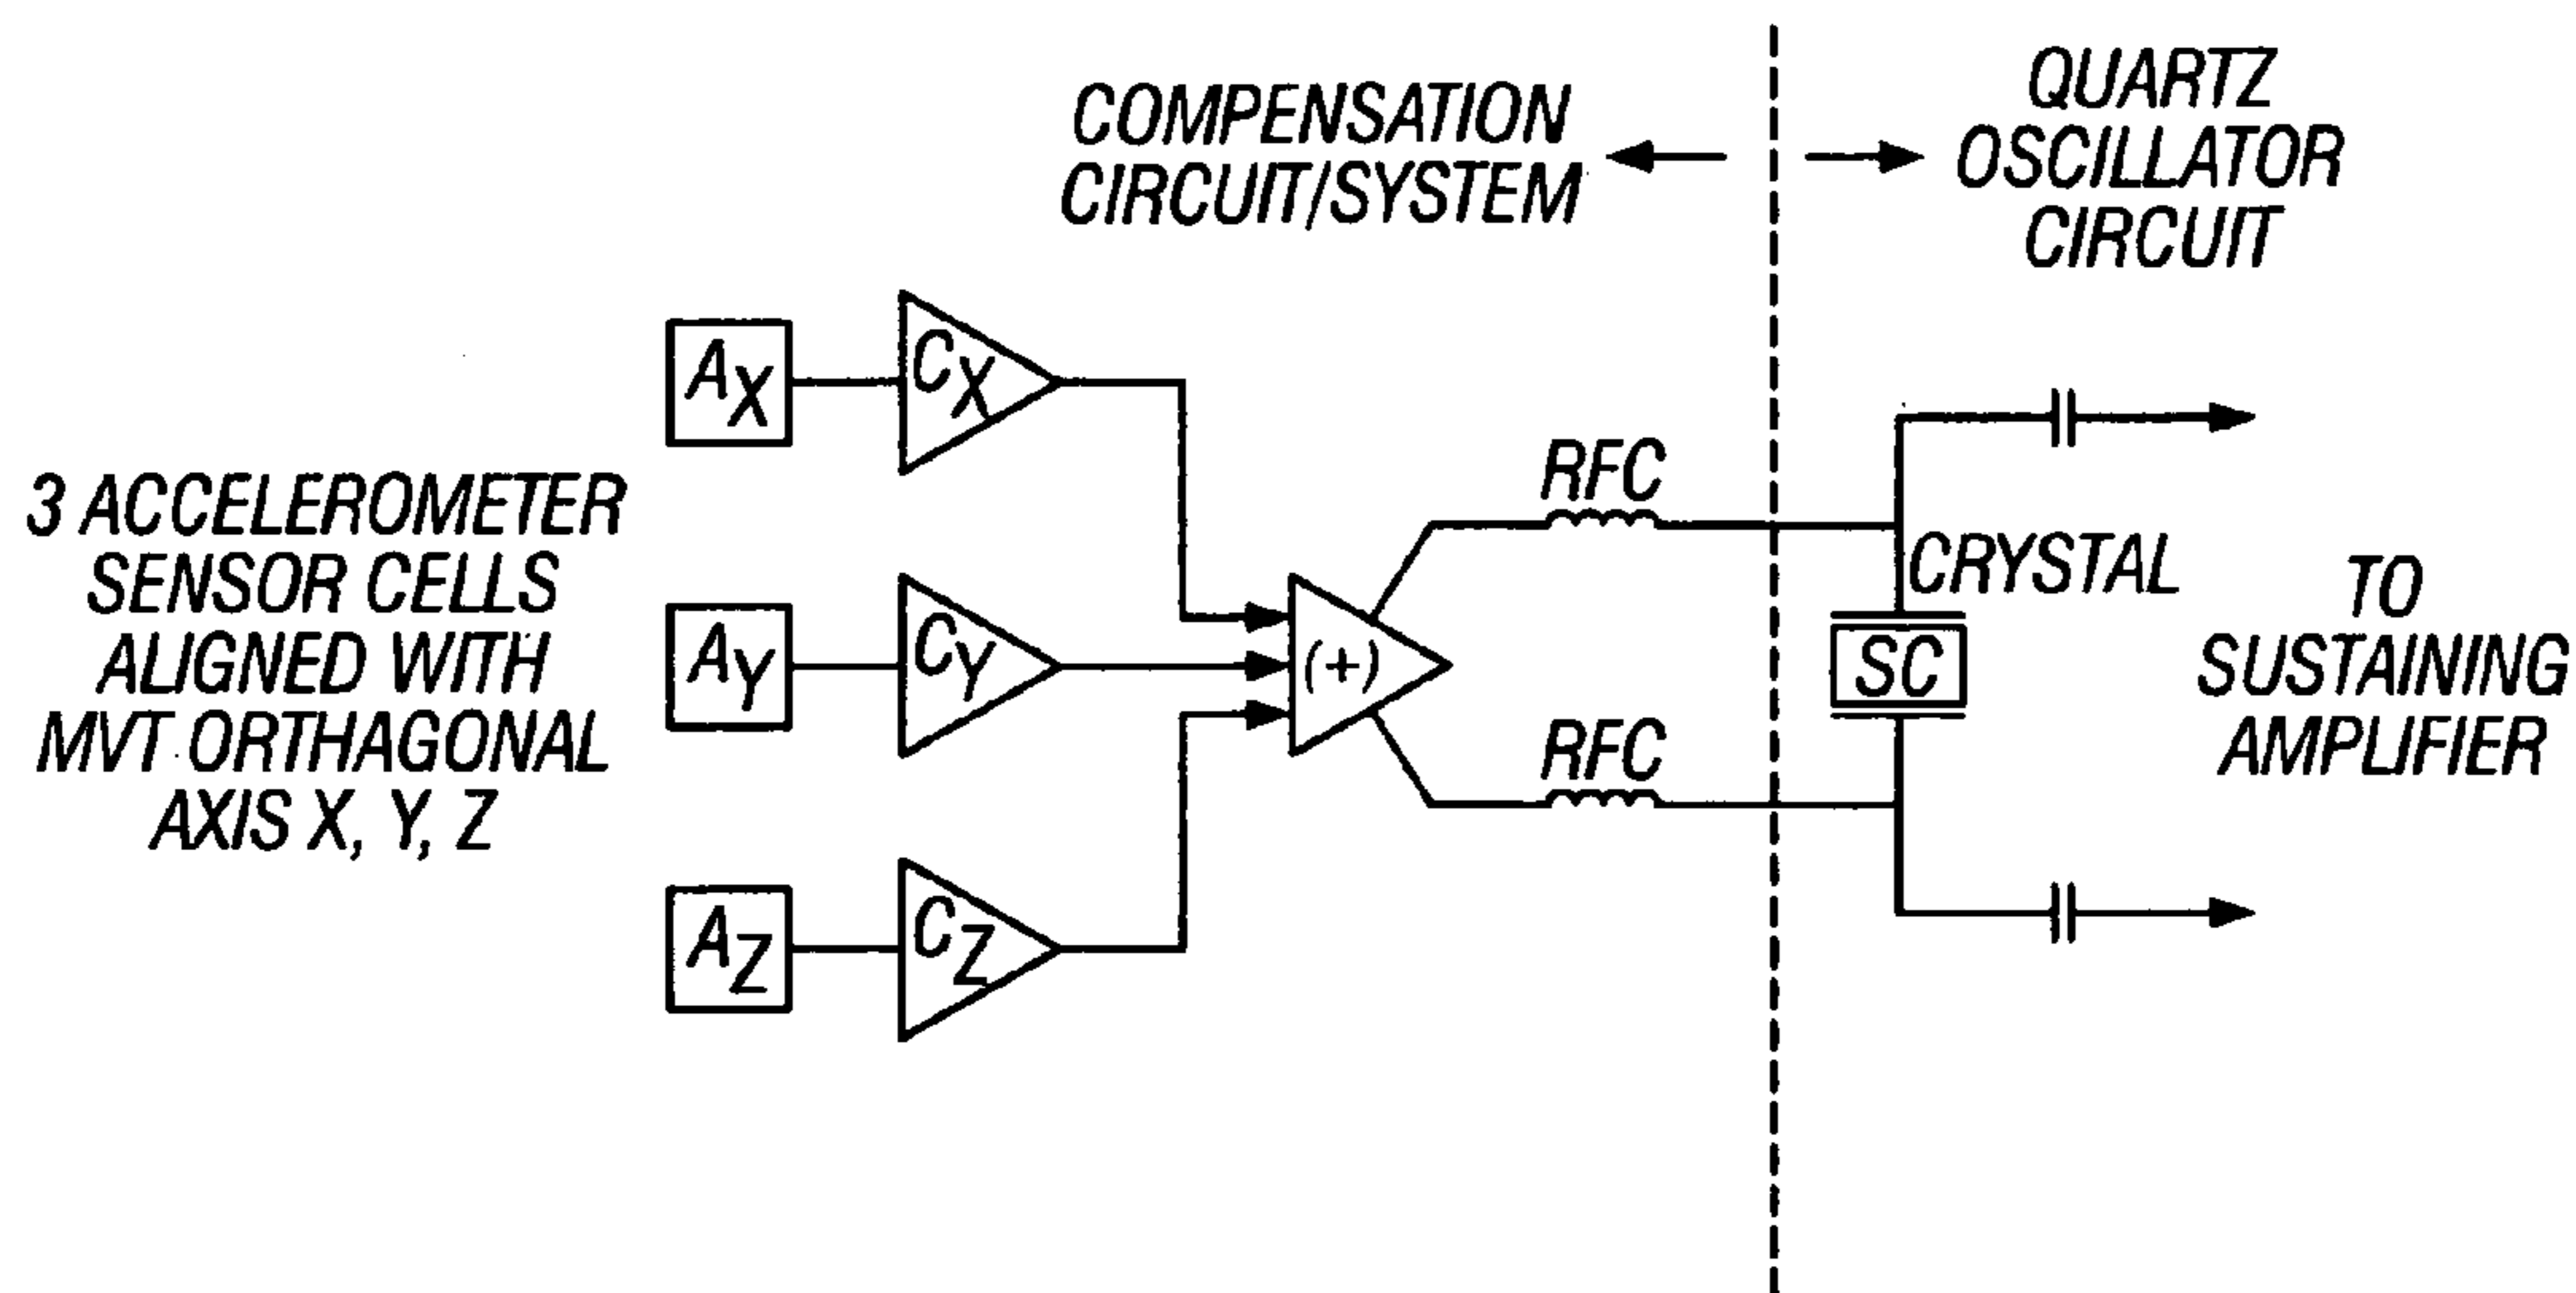 COMPENSATION
CIRCUIT/SYSTEM
QUARTZ
OSCILLATOR
CIRCUIT
3 ACCELEROMETER
SENSOR CELLS
ALIGNED WITH
MVT ORTHAGONAL
AXIS X, Y, Z
AX
CX
AY
CY
AZ
CZ
(+)
RFC
RFC
CRYSTAL
SC
TO
SUSTAINING
AMPLIFIER